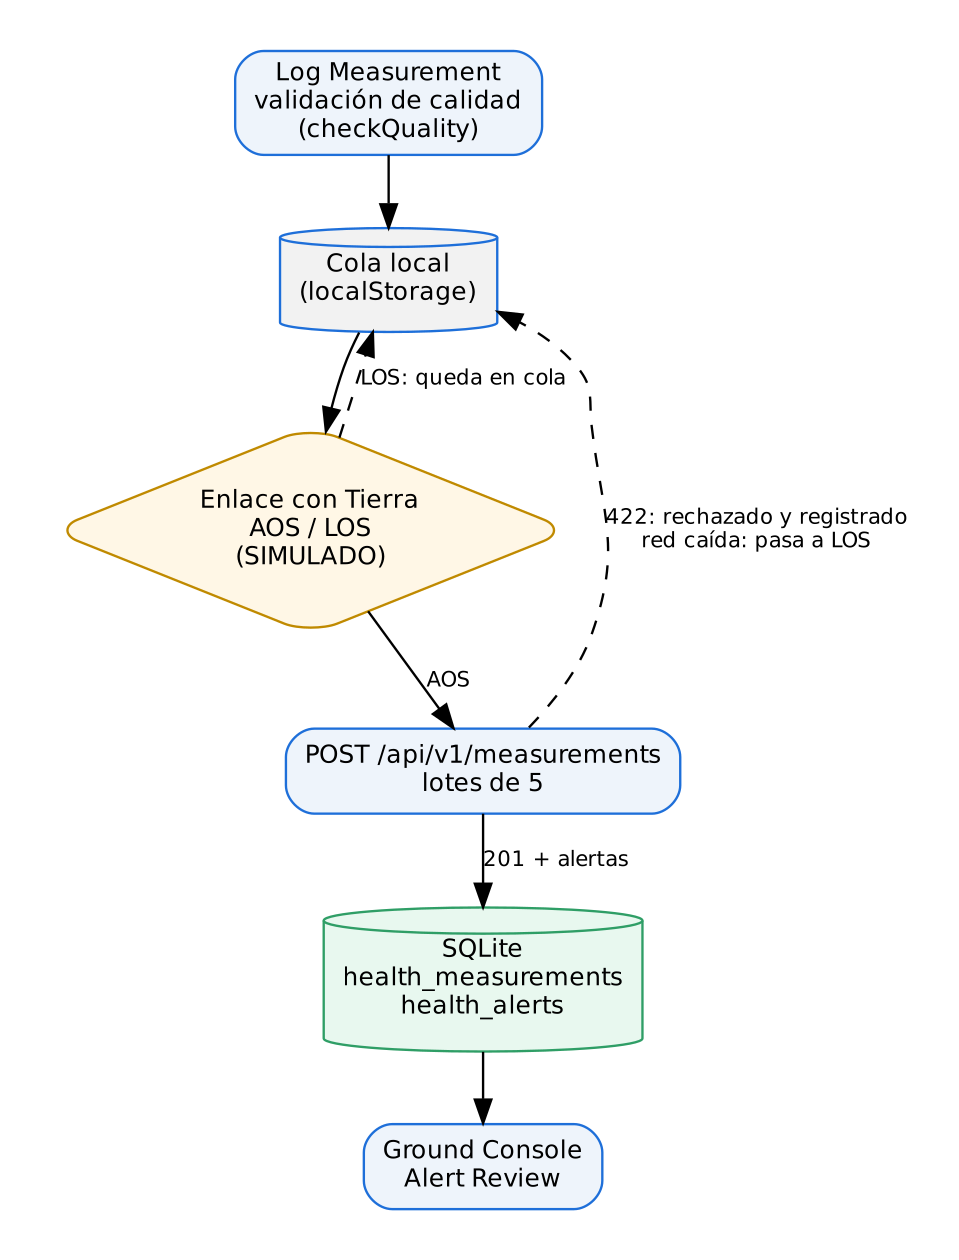 Log Measurement
validación de calidad
(checkQuality)
Cola local
(localStorage)
LOS: queda en cola
Enlace con Tierra
AOS / LOS
(SIMULADO)
422: rechazado y registrado
red caída: pasa a LOS
AOS
POST /api/v1/measurements
lotes de 5
201 + alertas
SQLite
health_measurements
health_alerts
Ground Console
Alert Review